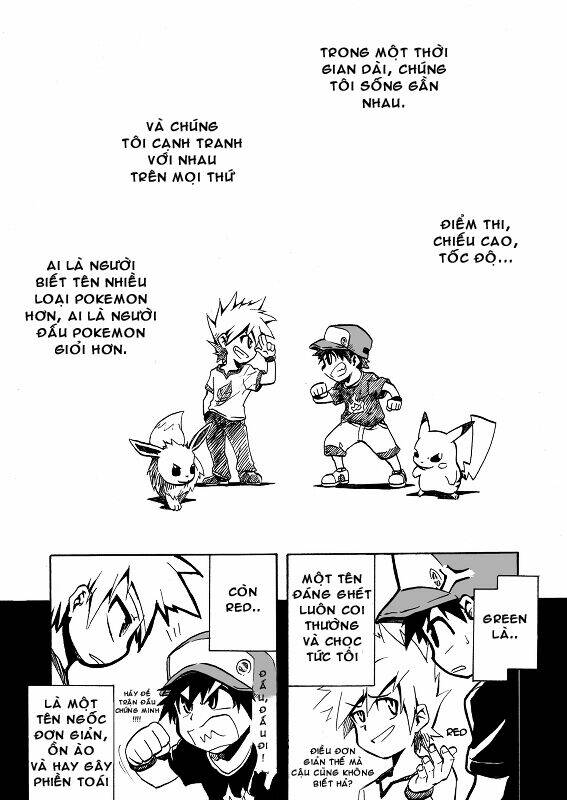 TRONG MỘT THỜI
GIAN DÀI, CHÚNG
TÔI SỐNG GẦN
NHAU.
VÀ CHÚNG
TÔI CẠNH TRANH
VỚI NHAU
TRÊN MỌI THỨ
ĐIỂM THI,
CHIỀU CAO,
TỐC ĐỘ...
AI LÀ NGƯỜI
BIẾT TÊN NHIỀU
LOẠI POKEMON
HƠN, AI LÀ NGƯỜI
ĐẤU POKEMON
GIỎI HƠN.
GREEN
LÀ..
MỘT TÊN
ĐÁNG GHÉT
LUÔN COI
THƯỜNG
VÀ CHỌC
TỨC TÔI
RED
ĐIỀU ĐƠN
GIẢN THẾ MÀ
CẬU CŨNG KHÔNG
BIẾT HẢ?
CÒN
RED..
ĐẤU, ĐẤU ĐI!
HÃY ĐỂ
TRẬN ĐẤU
CHỨNG MINH
!!!!
LÀ MỘT
TÊN NGỐC
ĐƠN GIẢN,
ỒN ÀO
VÀ HAY GÂY
PHIỀN TOÁI